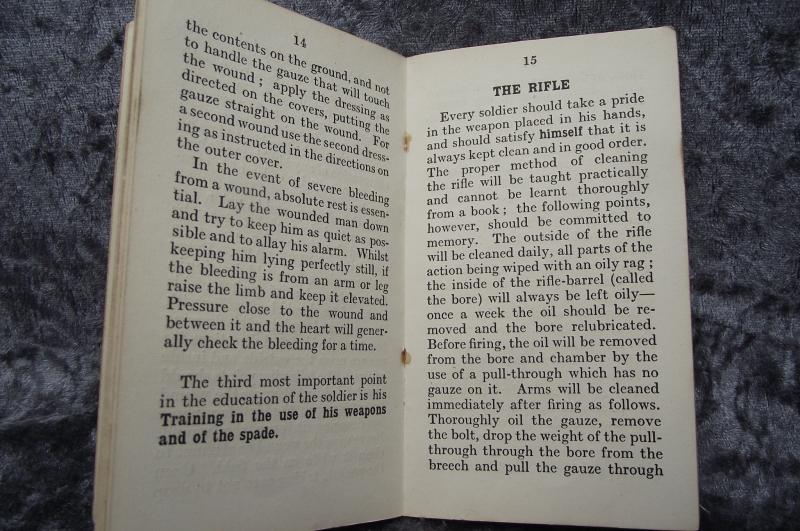 14
the contents on the ground, and not
to handle the gauze that will touch
the wound ; apply the dressing as
directed on the covers, putting the
gauze straight on the wound. For
a second wound use the second dress-
ing as instructed in the directions on
the outer cover.
In the event of severe bleeding
from a wound, absolute rest is essen-
tial. Lay the wounded man down
and try to keep him as quiet as pos-
sible and to allay his alarm. Whilst
keeping him lying perfectly still, if
the bleeding is from an arm or leg
raise the limb and keep it elevated.
Pressure close to the wound and
between it and the heart will gener-
ally check the bleeding for a time.
The third most important point
in the education of the soldier is his
Training in the use of his weapons
and of the spade.
15
THE RIFLE
Every soldier should take a pride
in the weapon placed in his hands,
and should satisfy himself that it is
always kept clean and in good order.
The proper method of cleaning
the rifle will be taught practically
and cannot be learnt thoroughly
from a book ; the following points,
however, should be committed to
memory. The outside of the rifle
will be cleaned daily, all parts of the
action being wiped with an oily rag ;
the inside of the rifle-barrel (called
the bore) will always be left oily—
once a week the oil should be re-
moved and the bore relubricated.
Before firing, the oil will be removed
from the bore and chamber by the
use of a pull-through which has no
gauze on it. Arms will be cleaned
immediately after firing as follows.
Thoroughly oil the gauze, remove
the bolt, drop the weight of the pull-
through through the bore from the
breech and pull the gauze through